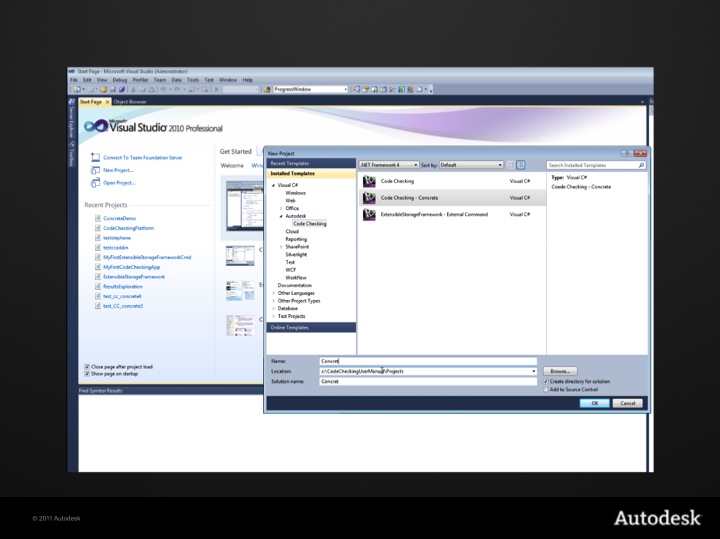 Start Page - Microsoft Visual Studio (Administrator)
File Edit View Debug Profiler Team Data Tools Test Window Help
ProgressWindow
Start Page Object Browser
Server Explorer
Toolbox
Microsoft
Visual Studio 2010 Professional
Connect To Team Foundation Server
New Project...
Open Project...
Recent Projects
ConcreteDemo
CodeCheckingPlatform
teststephane
testccaddin
MyFirstExtensibleStorageFrameworkCmd
MyFirstCodeCheckingApp
ExtensibleStorageFramework
ResultsExploration
test_cc_concrete4
test_CC_concrete3
Close page after project load
Show page on startup
Find Symbol Results
Get Started
Welcome
New Project
Recent Templates
Installed Templates
Visual C#
Windows
Web
Office
Autodesk
Code Checking
Cloud
Reporting
SharePoint
Silverlight
Test
WCF
Workflow
Documentation
Other Languages
Other Project Types
Database
Test Projects
Online Templates
.NET Framework 4 Sort by: Default
Code Checking Visual C#
Code Checking - Concrete Visual C#
ExtensibleStorageFramework - External Command Visual C#
Search Installed Templates
Type: Visual C#
Coede Checking - Concrete
Name: Concret
Location: c:\CodeCheckingUserManual\Projects
Browse...
Solution name: Concret
Create directory for solution
Add to Source Control
OK Cancel
© 2011 Autodesk
Autodesk